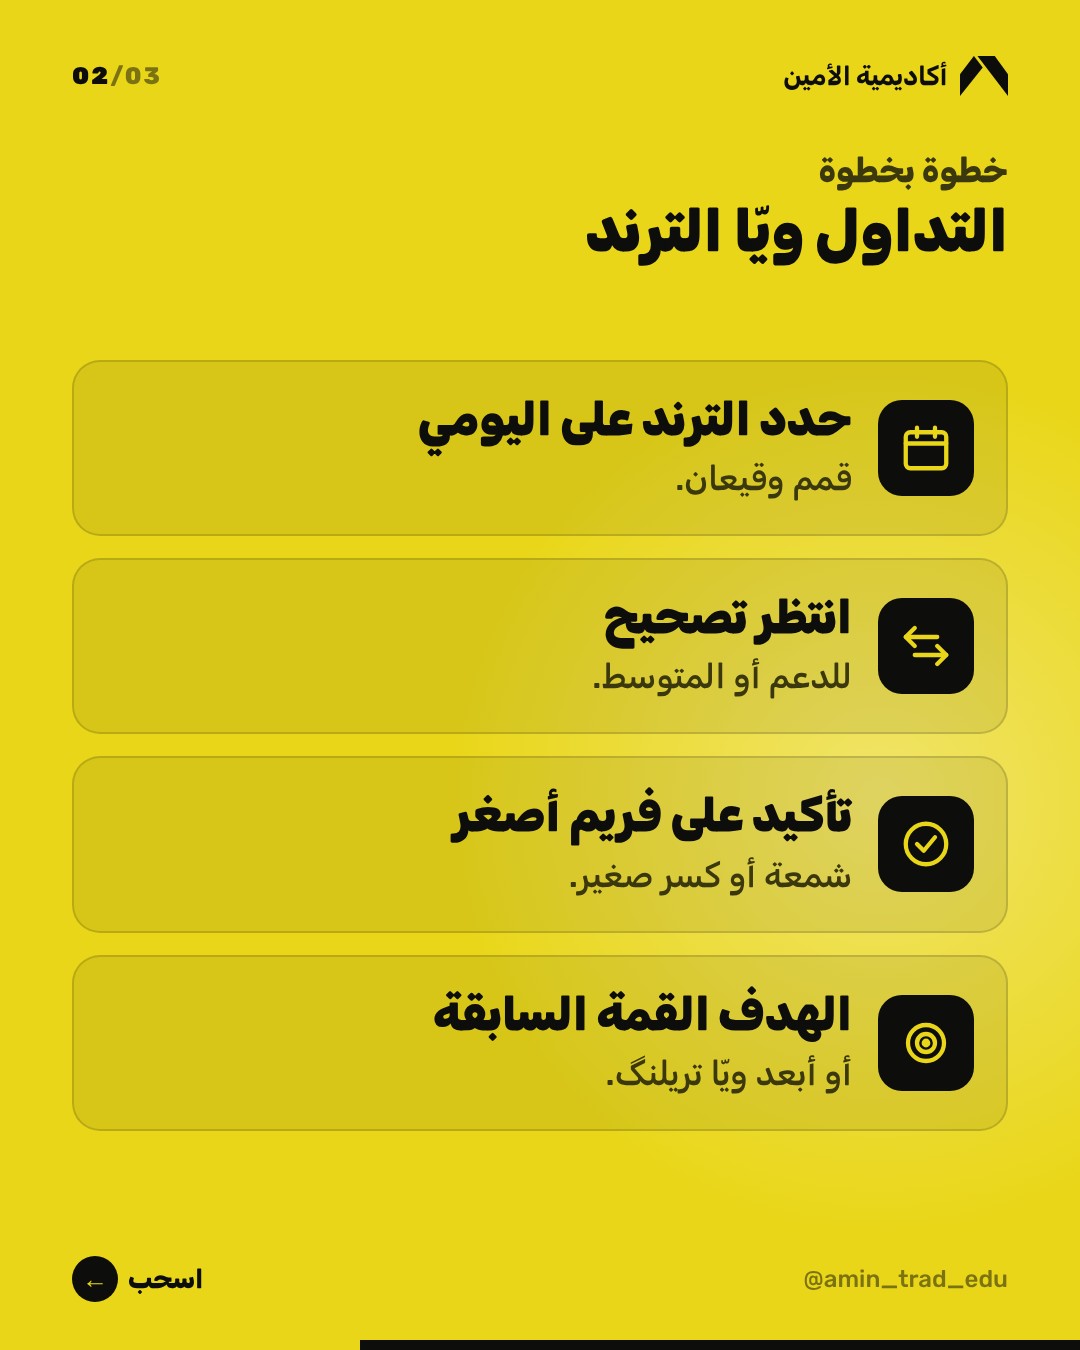 أكاديمية الأمين
02/03
خطوة بخطوة
التداول ويّا الترند
حدد الترند على اليومي
قمم وقيعان.
انتظر تصحيح
للدعم أو المتوسط.
تأكيد على فريم أصغر
شمعة أو كسر صغير.
الهدف القمة السابقة
أو أبعد ويّا تريلنگ.
@amin_trad_edu
اسحب ←